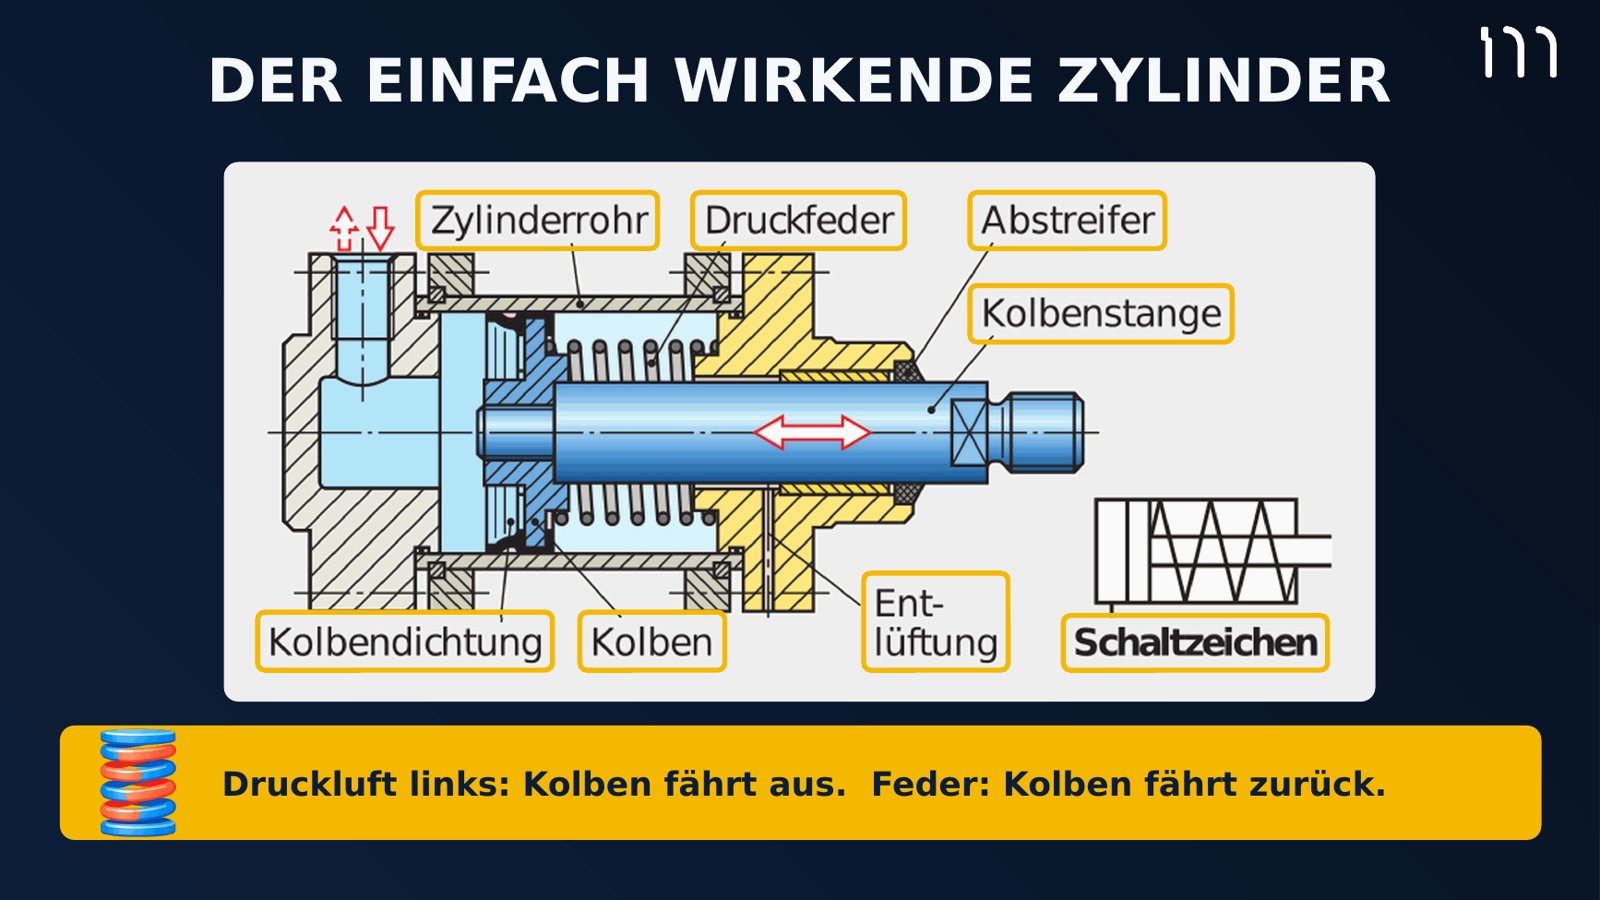 DER EINFACH WIRKENDE ZYLINDER
Zylinderrohr
Druckfeder
Abstreifer
Kolbenstange
Kolbendichtung
Kolben
Ent-
lüftung
Schaltzeichen
Druckluft links: Kolben fährt aus. Feder: Kolben fährt zurück.